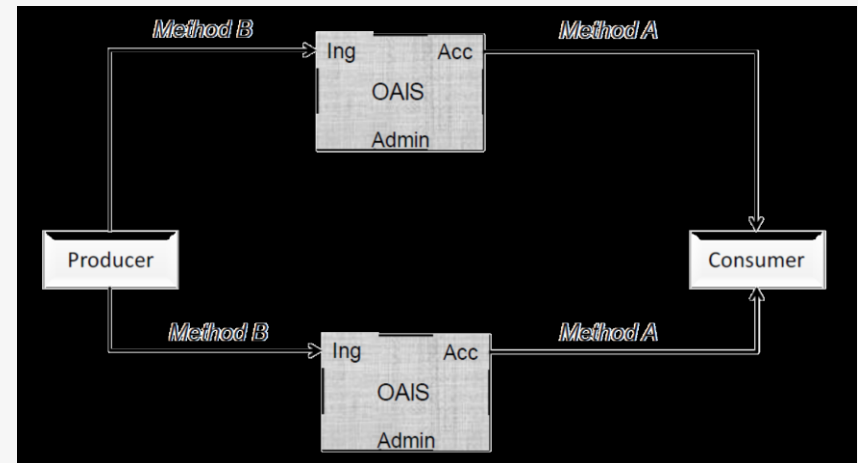 Method B
Method A
Ing Acc
OAIS
Admin
Producer
Consumer
Method B
Method A
Ing Acc
OAIS
Admin